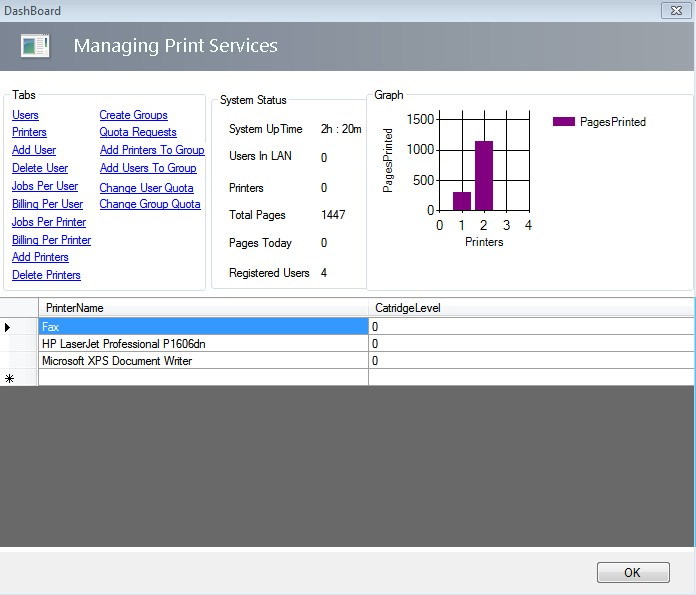 DashBoard
Managing Print Services
Tabs
Users
Printers
Add User
Delete User
Jobs Per User
Billing Per User
Jobs Per Printer
Billing Per Printer
Add Printers
Delete Printers
Create Groups
Quota Requests
Add Printers To Group
Add Users To Group
Change User Quota
Change Group Quota
System Status
System UpTime 2h : 20m
Users In LAN 0
Printers 0
Total Pages 1447
Pages Today 0
Registered Users 4
Graph
PagesPrinted
1500
1000
500
0
0 1 2 3 4
Printers
PagesPrinted
PrinterName CatridgeLevel
Fax 0
HP LaserJet Professional P1606dn 0
Microsoft XPS Document Writer 0
OK